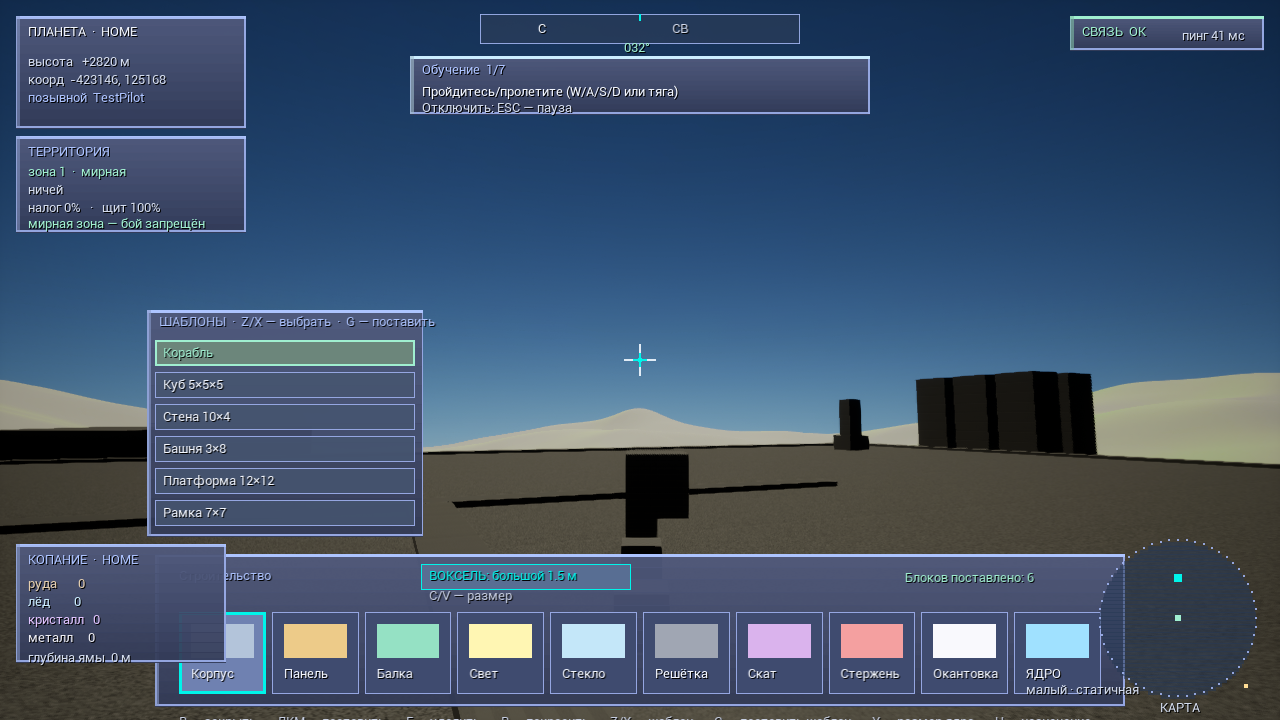 ПЛАНЕТА · HOME
высота +2820 м
коорд -423146, 125168
позывной TestPilot
С СВ
032°
Обучение 1/7
Пройдитесь/пролетите (W/A/S/D или тяга)
Отключить: ESC — пауза
СВЯЗЬ OK пинг 41 мс
ТЕРРИТОРИЯ
зона 1 · мирная
ничей
налог 0% · щит 100%
мирная зона — бой запрещён
ШАБЛОНЫ · Z/X — выбрать · G — поставить
Корабль
Куб 5×5×5
Стена 10×4
Башня 3×8
Платформа 12×12
Рамка 7×7
КОПАНИЕ · HOME
руда 0
лёд 0
кристалл 0
металл 0
глубина ямы 0 м
ВОКСЕЛЬ: большой 1.5 м
C/V — размер
Блоков поставлено: 6
Корпус
Панель
Балка
Свет
Стекло
Решётка
Скат
Стержень
Окантовка
ЯДРО
малый · статичная
КАРТА